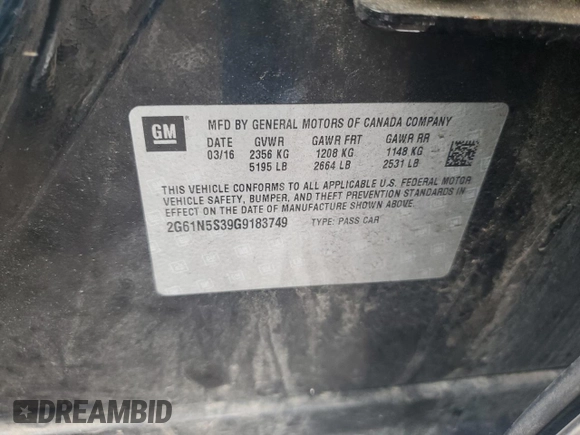 GM
MFD BY GENERAL MOTORS OF CANADA COMPANY
DATE GVWR GAWR FRT GAWR RR
03/16 2356 KG 1208 KG 1148 KG
5195 LB 2664 LB 2531 LB
THIS VEHICLE CONFORMS TO ALL APPLICABLE U.S. FEDERAL MOTOR
VEHICLE SAFETY, BUMPER, AND THEFT PREVENTION STANDARDS IN
EFFECT ON THE DATE OF MANUFACTURE SHOWN ABOVE.
2G61N5S39G9183749 TYPE: PASS CAR
DREAMBID